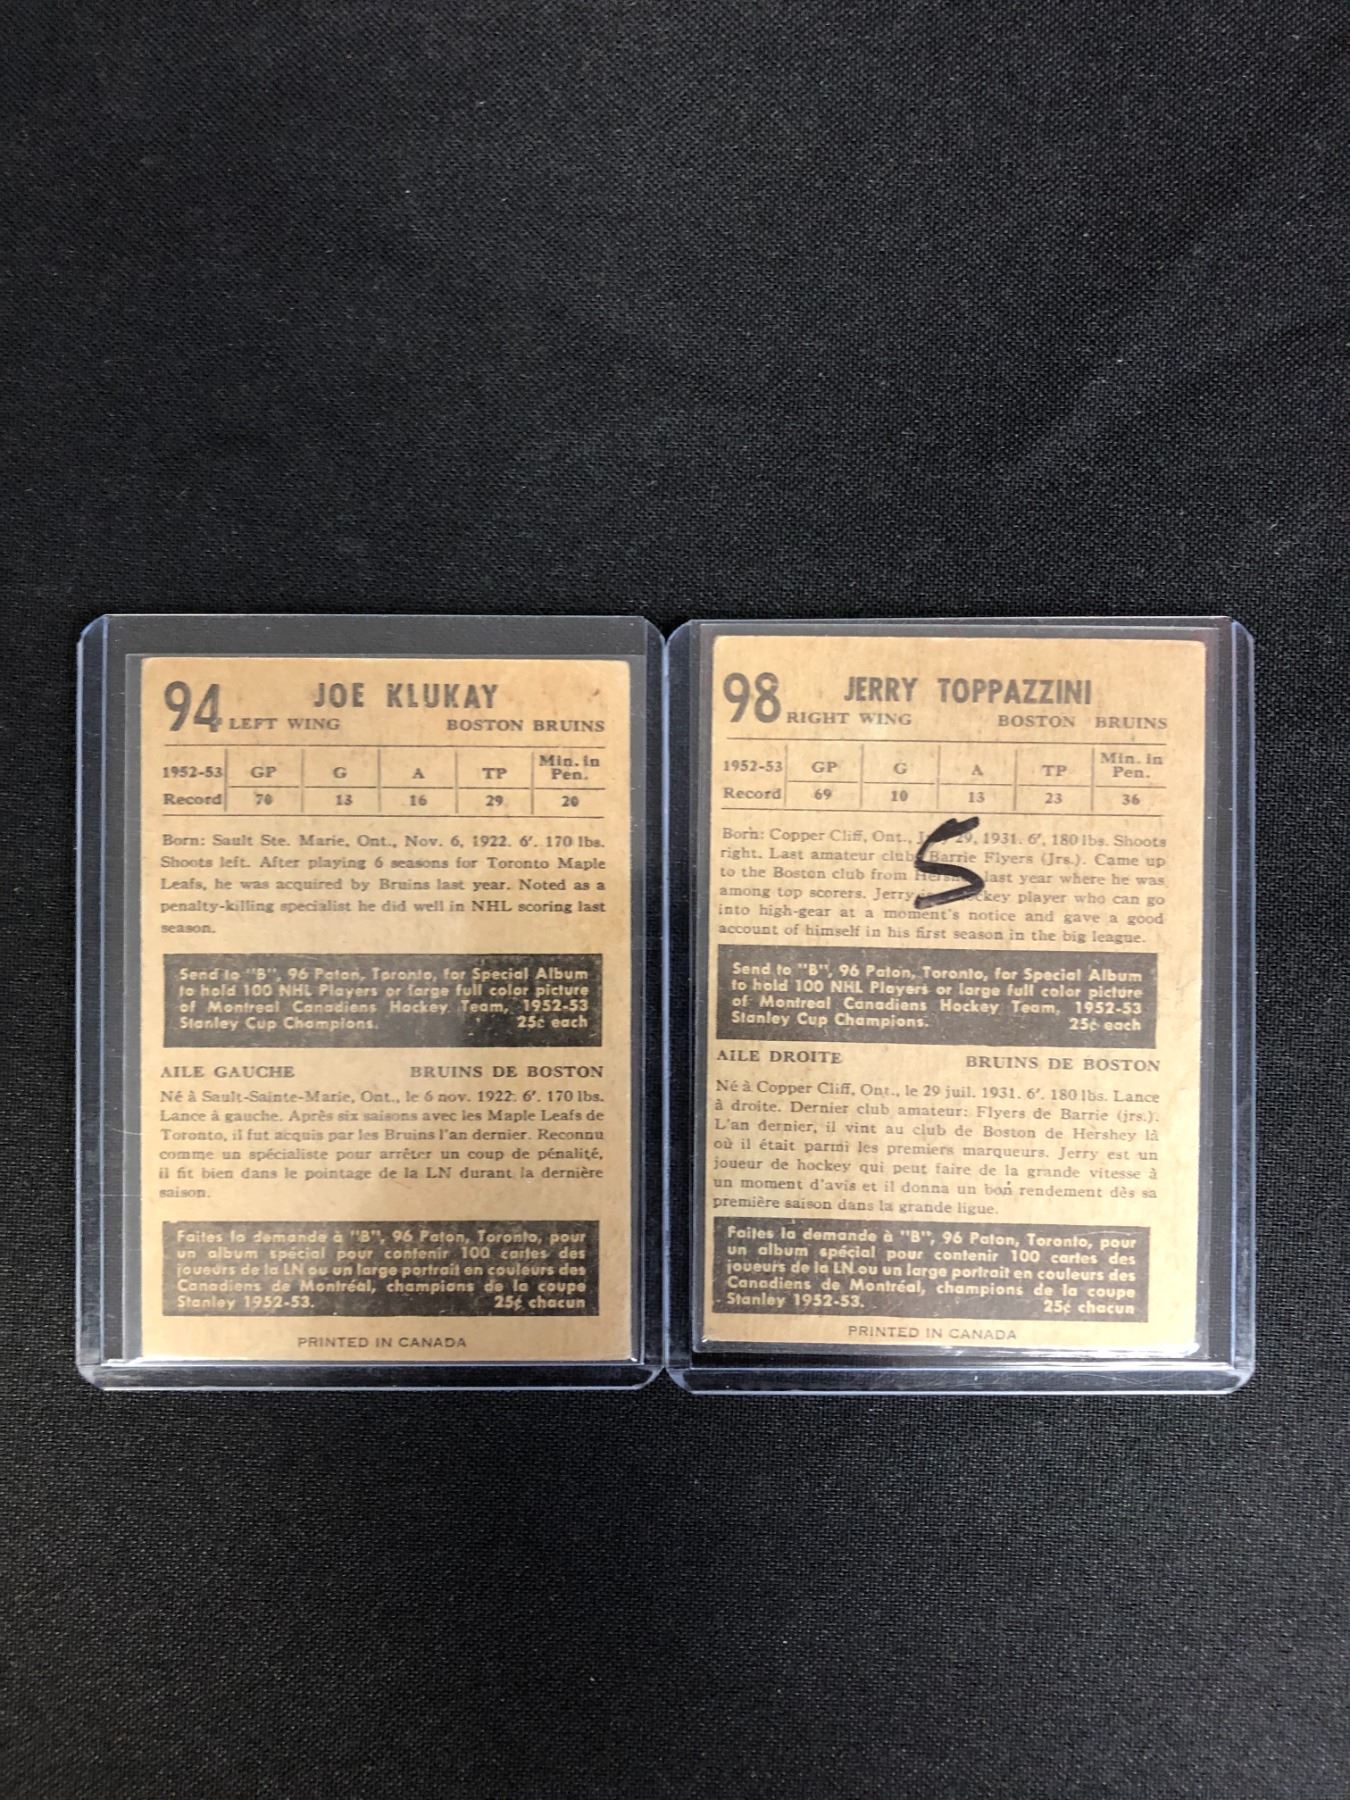 94 JOE KLUKAY
LEFT WING BOSTON BRUINS
1952-53 GP G A TP Min. in Pen.
Record 70 13 16 29 20
Born: Sault Ste. Marie, Ont., Nov. 6, 1922. 6'. 170 lbs.
Shoots left. After playing 6 seasons for Toronto Maple
Leafs, he was acquired by Bruins last year. Noted as a
penalty-killing specialist he did well in NHL scoring last
season.
Send to "B", 96 Paton, Toronto, for Special Album
to hold 100 NHL Players or large full color picture
of Montreal Canadiens Hockey Team, 1952-53
Stanley Cup Champions. 25¢ each
AILE GAUCHE BRUINS DE BOSTON
Né à Sault-Sainte-Marie, Ont., le 6 nov. 1922. 6'. 170 lbs.
Lance à gauche. Après six saisons avec les Maple Leafs de
Toronto, il fut acquis par les Bruins l'an dernier. Reconnu
comme un spécialiste pour arrêter un coup de pénalité,
il fit bien dans le pointage de la LN durant la dernière
saison.
Faites la demande à "B", 96 Paton, Toronto, pour
un album spécial pour contenir 100 cartes des
joueurs de la LN ou un large portrait en couleurs des
Canadiens de Montréal, champions de la coupe
Stanley 1952-53. 25¢ chacun
PRINTED IN CANADA
98 JERRY TOPPAZZINI
RIGHT WING BOSTON BRUINS
1952-53 GP G A TP Min. in Pen.
Record 69 10 13 23 36
Born: Copper Cliff, Ont., 29, 1931. 6', 180 lbs. Shoots
right. Last amateur club: Barrie Flyers (Jrs.). Came up
to the Boston club from last year where he was
among top scorers. Jerry player who can go
into high-gear at a moment's notice and gave a good
account of himself in his first season in the big league.
5
Send to "B", 96 Paton, Toronto, for Special Album
to hold 100 NHL Players or large full color picture
of Montreal Canadiens Hockey Team, 1952-53
Stanley Cup Champions. 25¢ each
AILE DROITE BRUINS DE BOSTON
Né à Copper Cliff, Ont., le 29 juil. 1931. 6'. 180 lbs. Lance
à droite. Dernier club amateur: Flyers de Barrie (jrs.).
L'an dernier, il vint au club de Boston de Hershey là
où il était parmi les premiers marqueurs. Jerry est un
joueur de hockey qui peut faire de la grande vitesse à
un moment d'avis et il donna un bon rendement dès sa
première saison dans la grande ligue.
Faites la demande à "B", 96 Paton, Toronto, pour
un album spécial pour contenir 100 cartes des
joueurs de la LN ou un large portrait en couleurs des
Canadiens de Montréal, champions de la coupe
Stanley 1952-53. 25¢ chacun
PRINTED IN CANADA